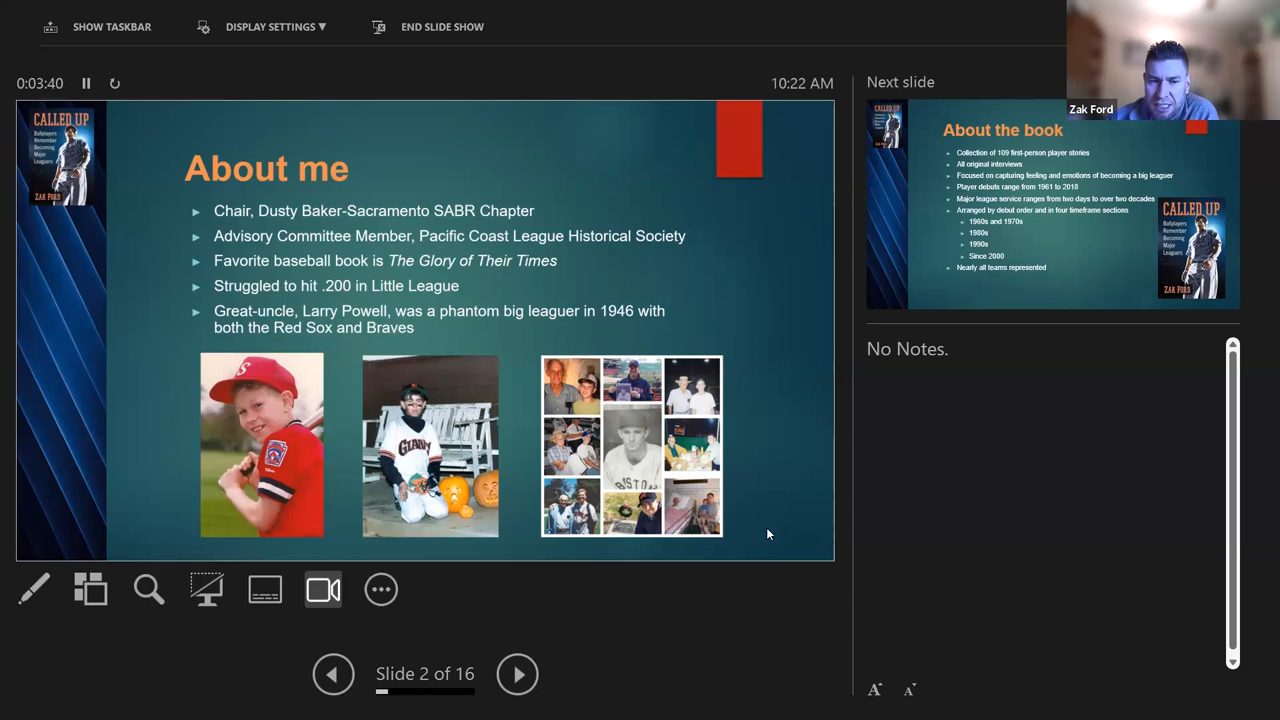 SHOW TASKBAR
DISPLAY SETTINGS ▼
END SLIDE SHOW
0:03:40
10:22 AM
CALLED UP
Ballplayers
Remember
Becoming
Major
Leaguers
ZAK FORD
About me
Chair, Dusty Baker-Sacramento SABR Chapter
Advisory Committee Member, Pacific Coast League Historical Society
Favorite baseball book is The Glory of Their Times
Struggled to hit .200 in Little League
Great-uncle, Larry Powell, was a phantom big leaguer in 1946 with
both the Red Sox and Braves
S
GIANTS
BOSTON
Slide 2 of 16
Next slide
Zak Ford
About the book
Collection of 109 first-person player stories
All original interviews
Focused on capturing feeling and emotions of becoming a big leaguer
Player debuts range from 1961 to 2018
Major league service ranges from two days to over two decades
Arranged by debut order and in four timeframe sections
1960s and 1970s
1980s
1990s
Since 2000
Nearly all teams represented
CALLED UP
Ballplayers
Remember
Becoming
Major
Leaguers
ZAK FORD
No Notes.
A
A